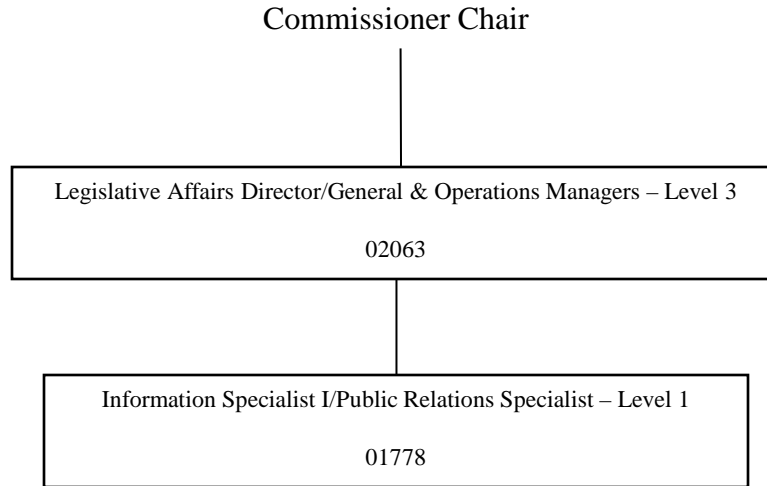 Commissioner Chair
Legislative Affairs Director/General & Operations Managers – Level 3
02063
Information Specialist I/Public Relations Specialist – Level 1
01778